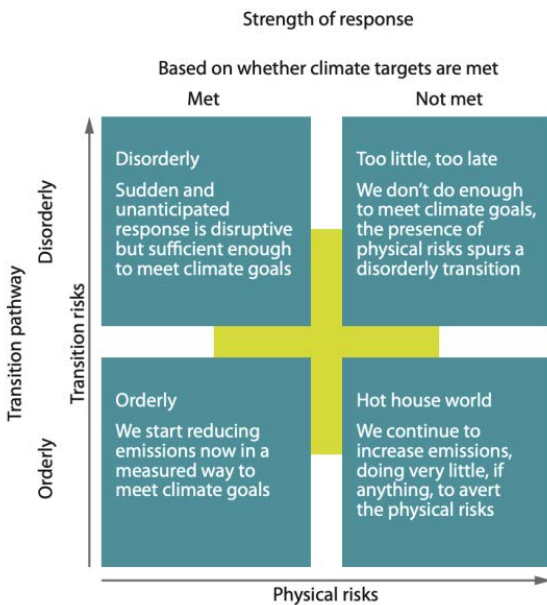 Strength of response
Based on whether climate targets are met
Met
Not met
Transition pathway
Disorderly
Orderly
Transition risks
Disorderly
Sudden and
unanticipated
response is disruptive
but sufficient enough
to meet climate goals
Too little, too late
We don’t do enough
to meet climate goals,
the presence of
physical risks spurs a
disorderly transition
Orderly
We start reducing
emissions now in a
measured way to
meet climate goals
Hot house world
We continue to
increase emissions,
doing very little, if
anything, to avert
the physical risks
Physical risks